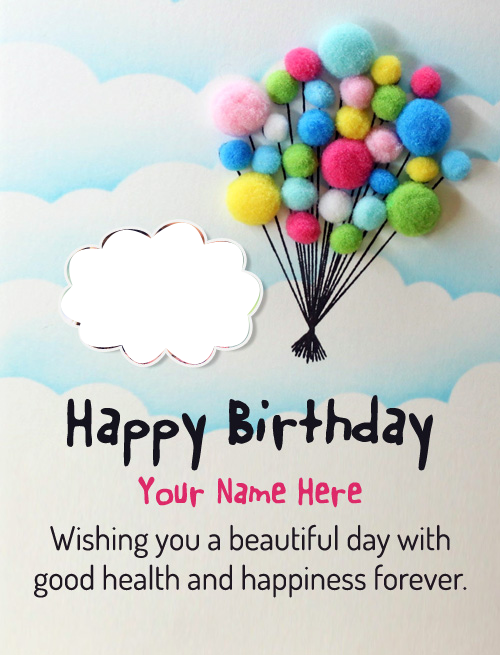 Happy Birthday
Your Name Here
Wishing you a beautiful day with
good health and happiness forever.